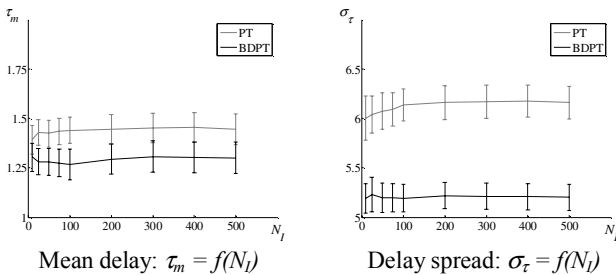 τm
στ
PT
BDPT
PT
BDPT
1.75
1.5
1.25
1
6.5
6
5.5
5
0 100 200 300 400 500
NI
0 100 200 300 400 500
NI
Mean delay: τm = f(NI)
Delay spread: στ = f(NI)